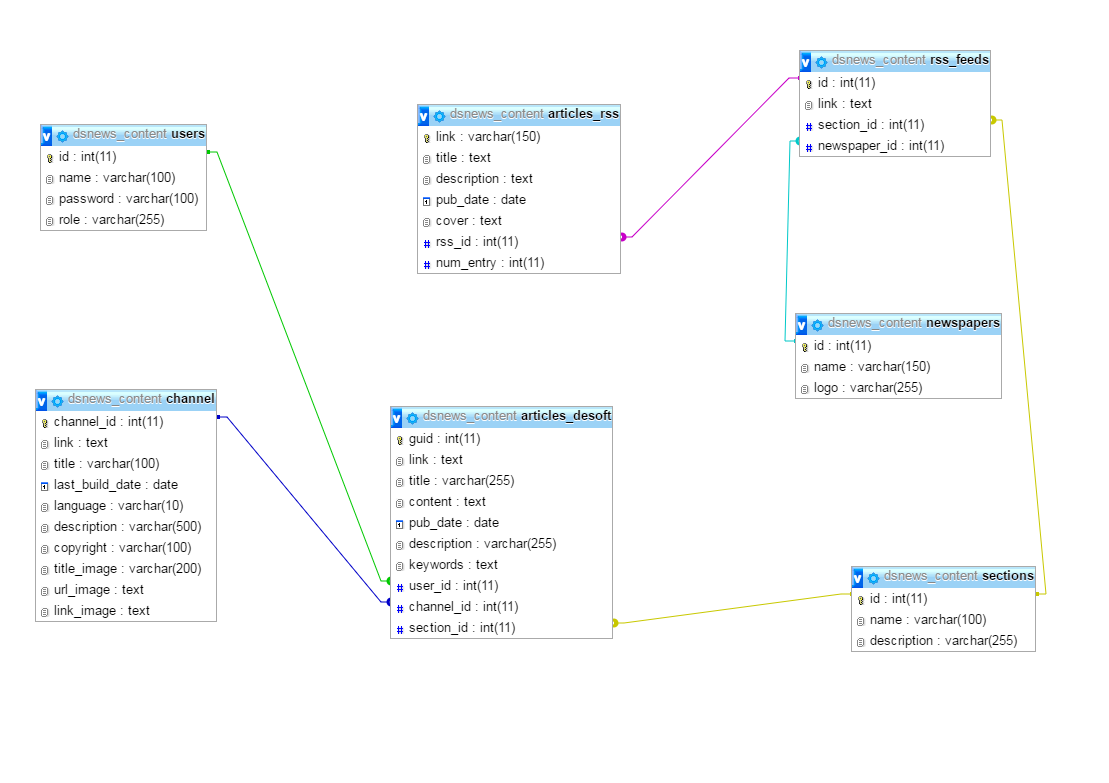 dsnews_content users
id : int(11)
name : varchar(100)
password : varchar(100)
role : varchar(255)
dsnews_content articles_rss
link : varchar(150)
title : text
description : text
pub_date : date
cover : text
rss_id : int(11)
num_entry : int(11)
dsnews_content rss_feeds
id : int(11)
link : text
section_id : int(11)
newspaper_id : int(11)
dsnews_content newspapers
id : int(11)
name : varchar(150)
logo : varchar(255)
dsnews_content channel
channel_id : int(11)
link : text
title : varchar(100)
last_build_date : date
language : varchar(10)
description : varchar(500)
copyright : varchar(100)
title_image : varchar(200)
url_image : text
link_image : text
dsnews_content articles_desoft
guid : int(11)
link : text
title : varchar(255)
content : text
pub_date : date
description : varchar(255)
keywords : text
user_id : int(11)
channel_id : int(11)
section_id : int(11)
dsnews_content sections
id : int(11)
name : varchar(100)
description : varchar(255)